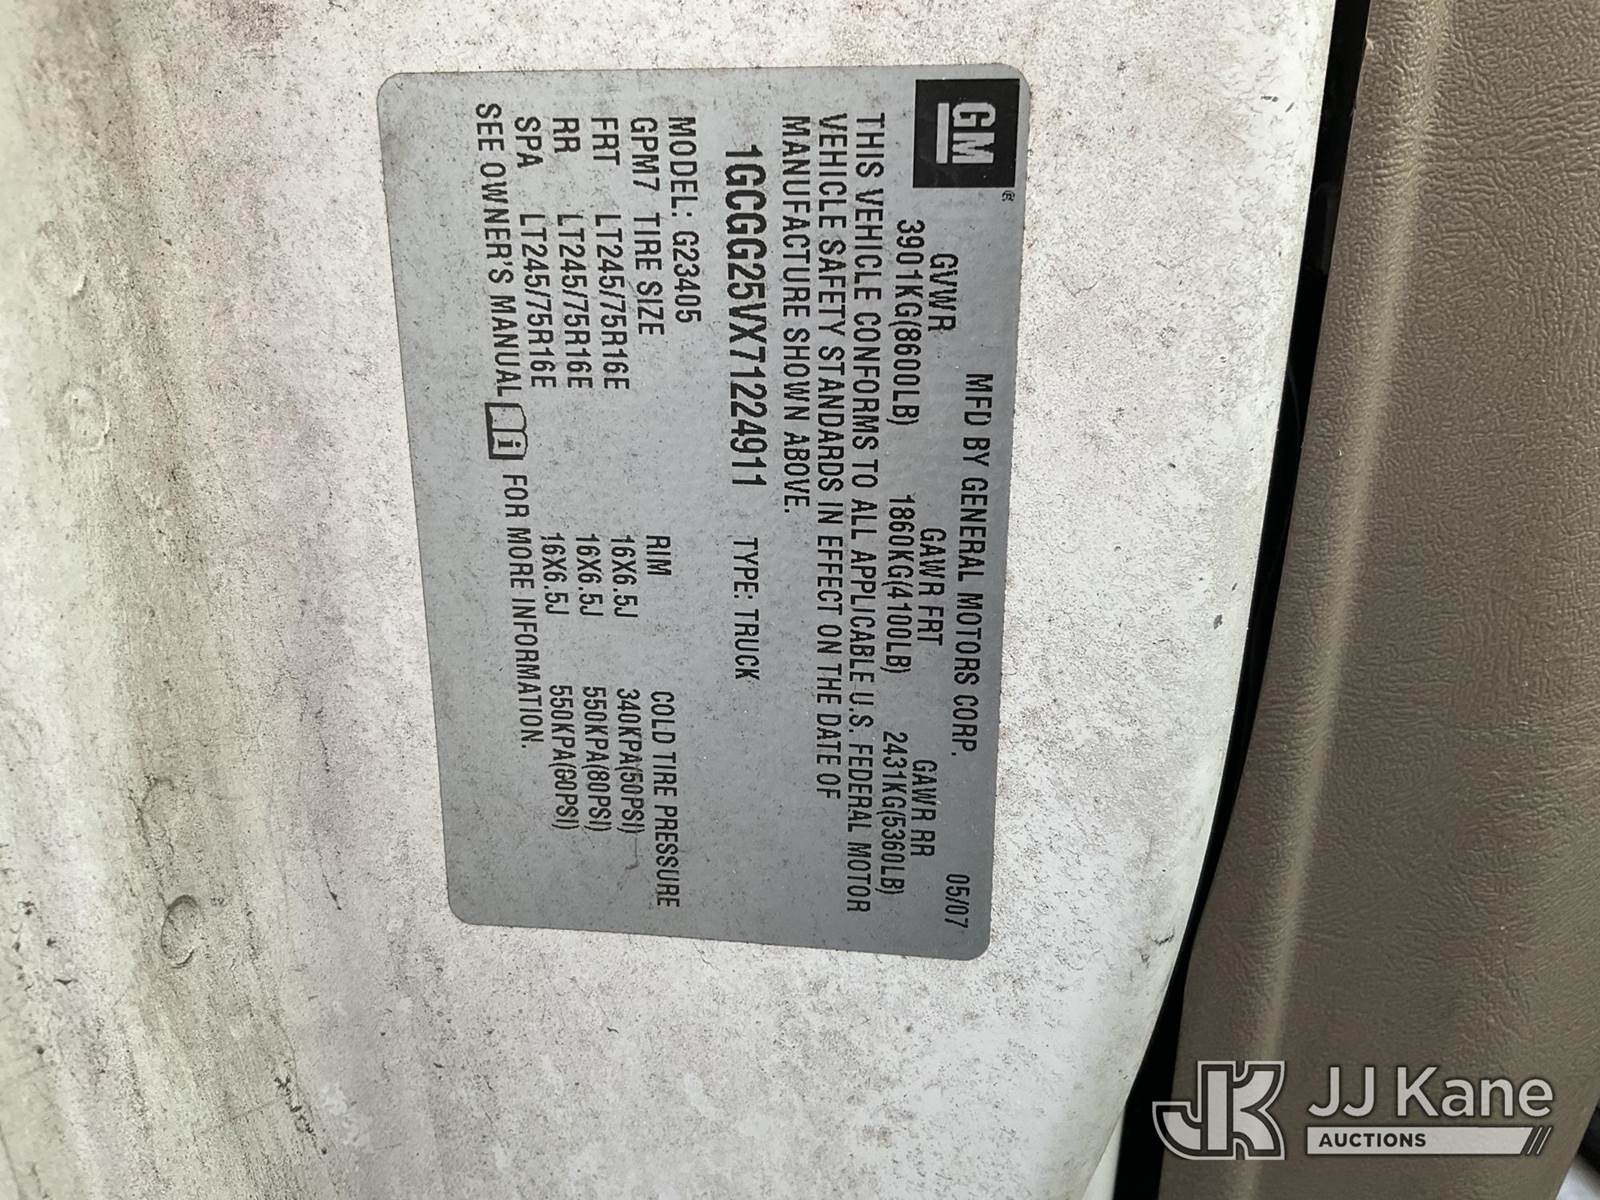 GM®
MFD BY GENERAL MOTORS CORP. 05/07
GVWR GAWR FRT GAWR RR
3901KG(8600LB) 1860KG(4100LB) 2431KG(5360LB)
THIS VEHICLE CONFORMS TO ALL APPLICABLE U.S. FEDERAL MOTOR
VEHICLE SAFETY STANDARDS IN EFFECT ON THE DATE OF
MANUFACTURE SHOWN ABOVE.
1GCGG25VX71224911 TYPE: TRUCK
MODEL: G23405
GPM7 TIRE SIZE RIM COLD TIRE PRESSURE
FRT LT245/75R16E 16X6.5J 340KPA(50PSI)
RR LT245/75R16E 16X6.5J 550KPA(80PSI)
SPA LT245/75R16E 16X6.5J 550KPA(80PSI)
SEE OWNER'S MANUAL i FOR MORE INFORMATION.
JK JJ Kane
AUCTIONS